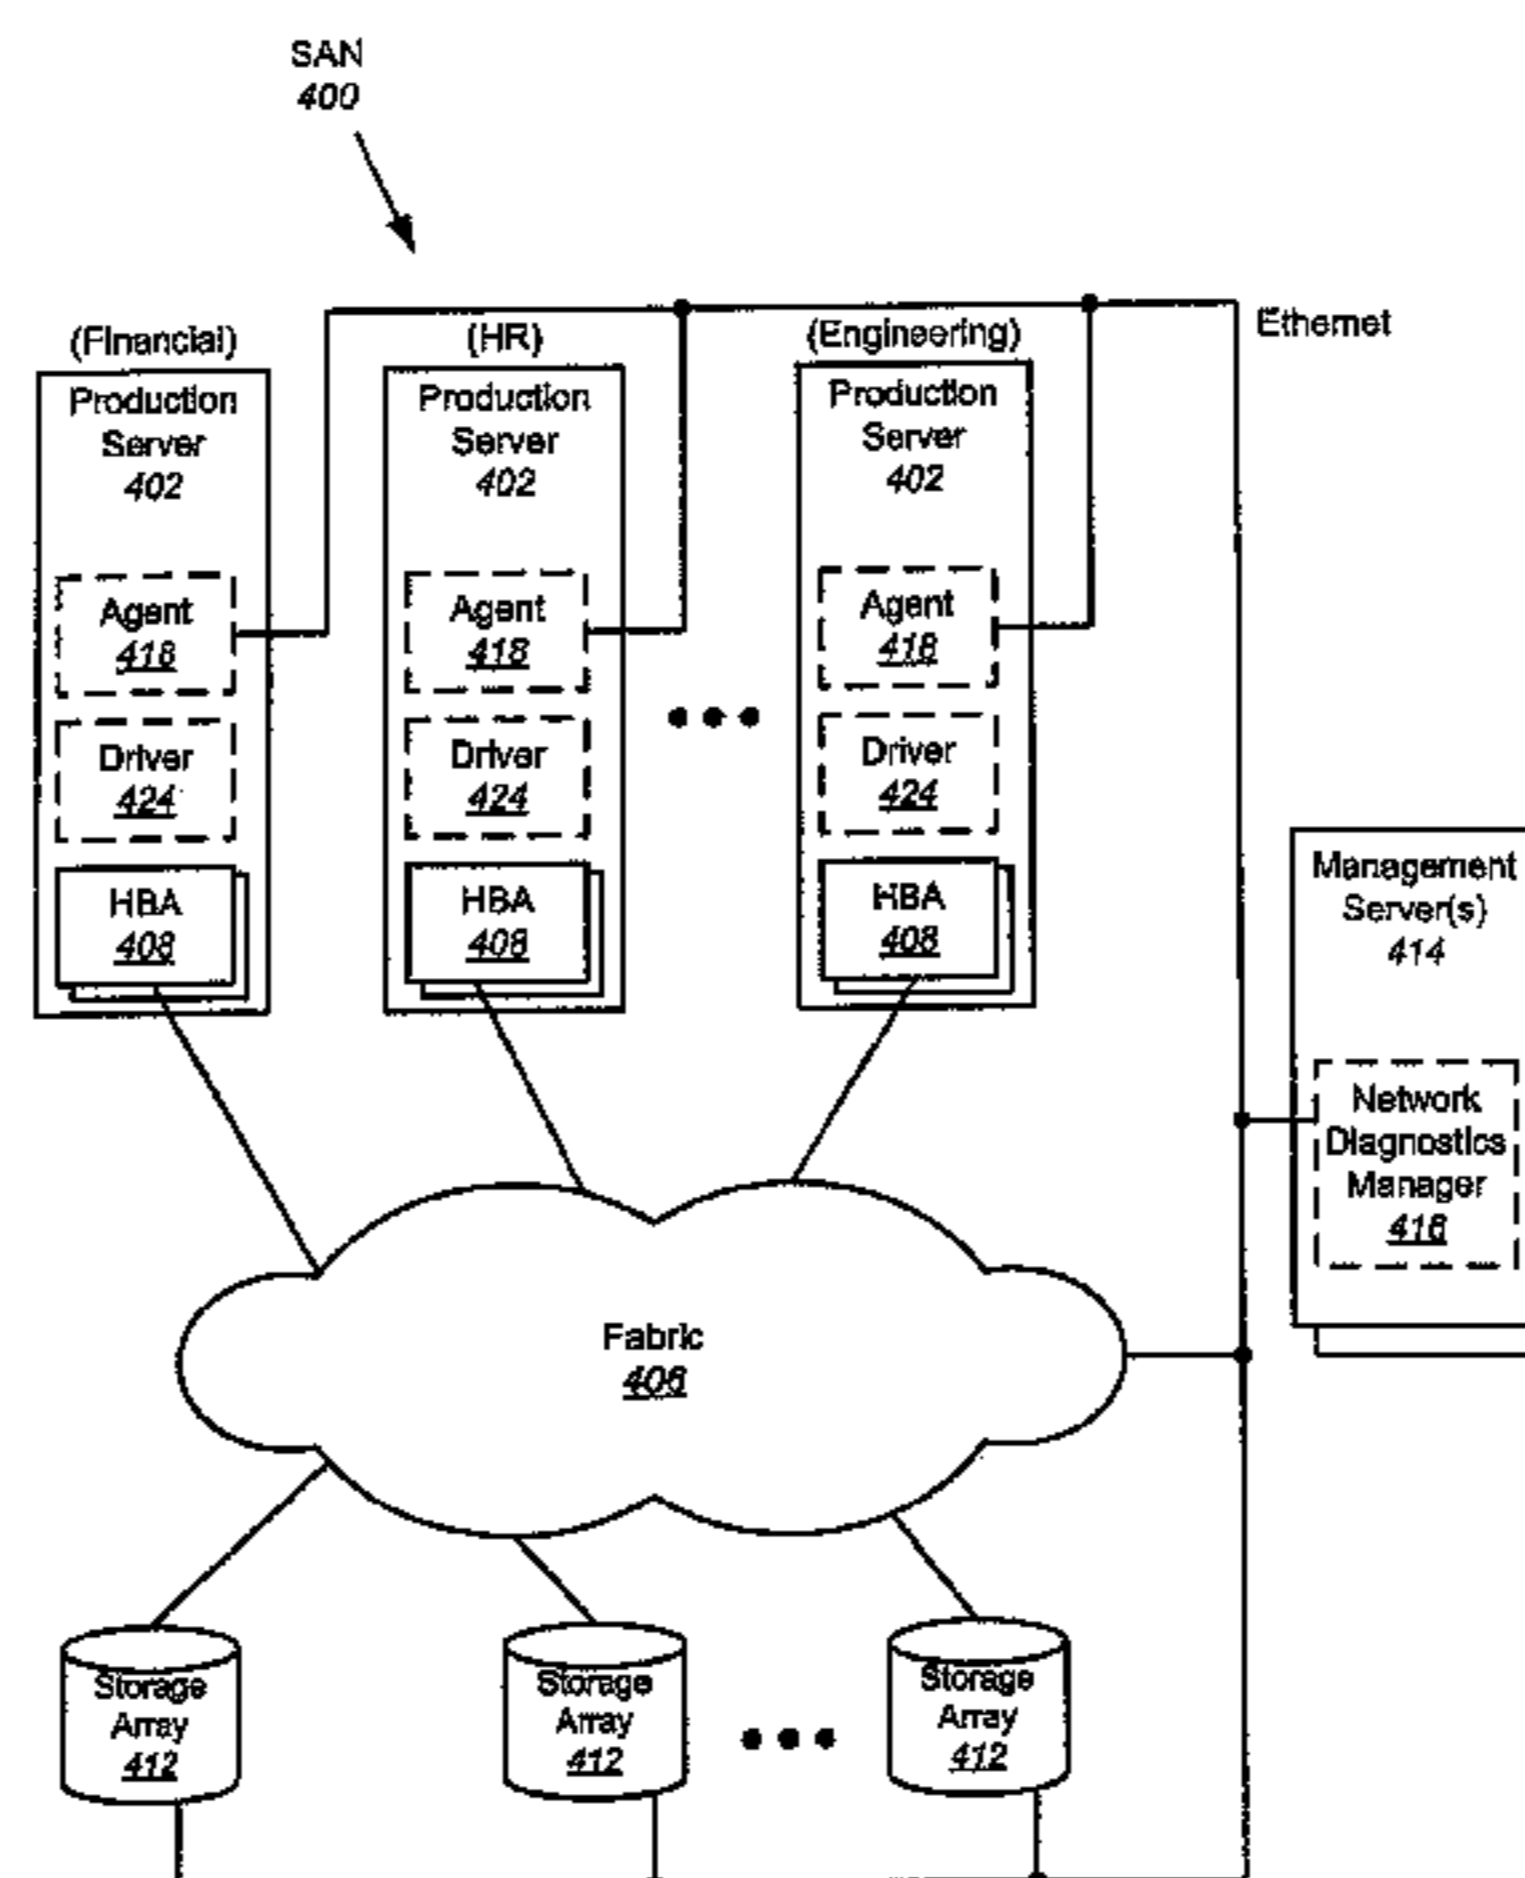 SAN
400
Ethernet
(Financial)
Production
Server
402
Agent
418
Driver
424
HBA
408
(HR)
Production
Server
402
Agent
418
Driver
424
HBA
408
(Engineering)
Production
Server
402
Agent
418
Driver
424
HBA
408
Management
Server(s)
414
Network
Diagnostics
Manager
416
Fabric
406
Storage
Array
412
Storage
Array
412
Storage
Array
412